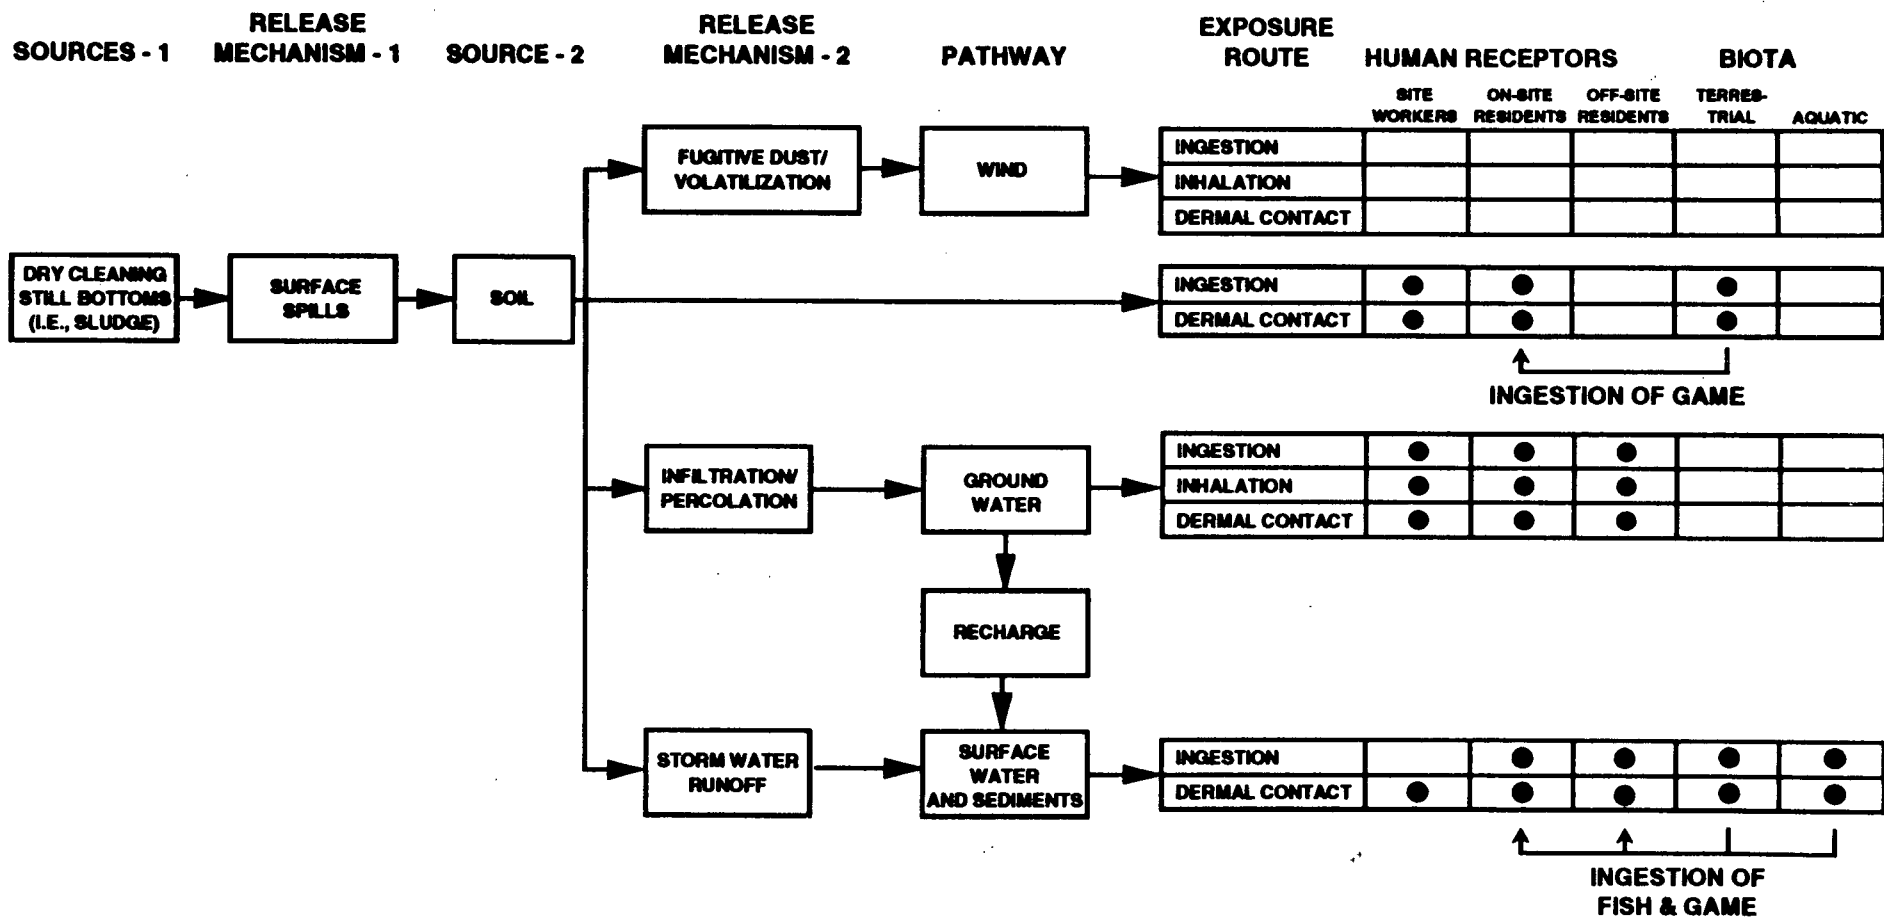 RELEASE
MECHANISM - 1
RELEASE
MECHANISM - 2
EXPOSURE
ROUTE
SOURCES - 1
SOURCE - 2
PATHWAY
HUMAN RECEPTORS
BIOTA
SITE
WORKERS
ON-SITE
RESIDENTS
OFF-SITE
RESIDENTS
TERRES-
TRIAL
AQUATIC
FUGITIVE DUST/
VOLATILIZATION
WIND
INGESTION
INHALATION
DERMAL CONTACT
DRY CLEANING
STILL BOTTOMS
(I.E., SLUDGE)
SURFACE
SPILLS
SOIL
INGESTION
DERMAL CONTACT
INGESTION OF GAME
INFILTRATION/
PERCOLATION
GROUND
WATER
INGESTION
INHALATION
DERMAL CONTACT
RECHARGE
STORM WATER
RUNOFF
SURFACE
WATER
AND SEDIMENTS
INGESTION
DERMAL CONTACT
INGESTION OF
FISH & GAME